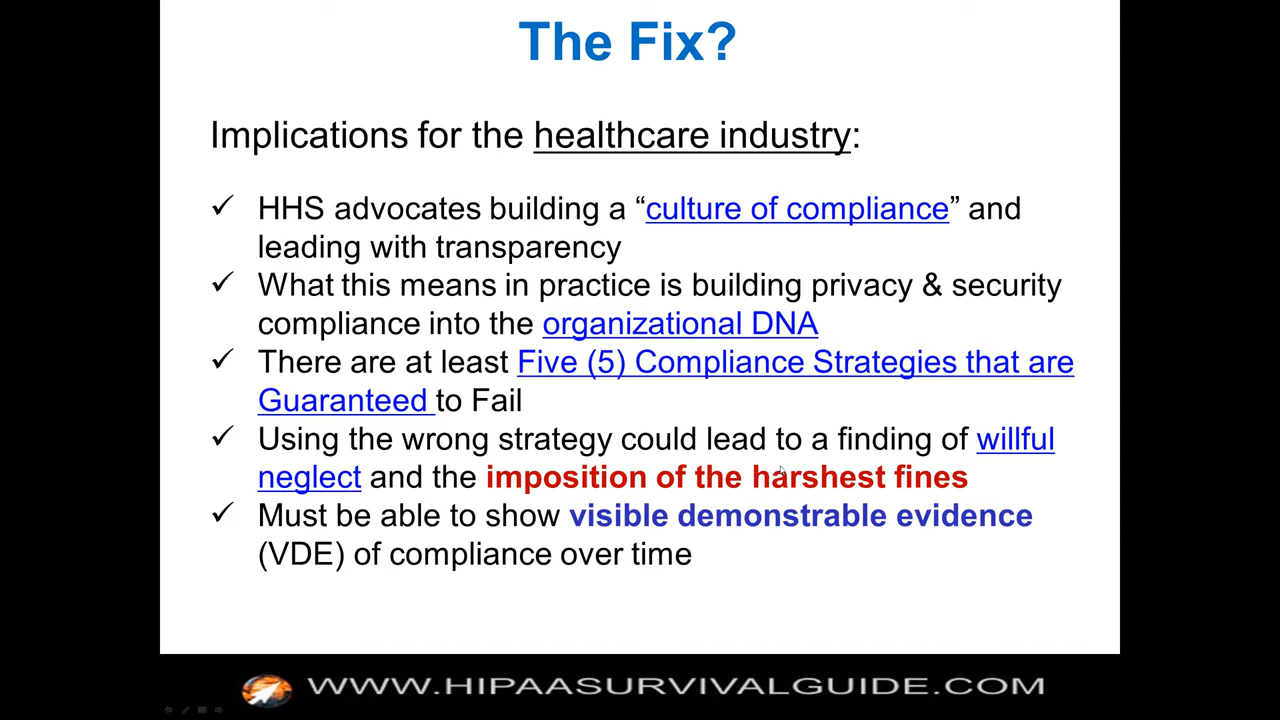 The Fix?
Implications for the healthcare industry:
✓ HHS advocates building a “culture of compliance” and
leading with transparency
✓ What this means in practice is building privacy & security
compliance into the organizational DNA
✓ There are at least Five (5) Compliance Strategies that are
Guaranteed to Fail
✓ Using the wrong strategy could lead to a finding of willful
neglect and the imposition of the harshest fines
✓ Must be able to show visible demonstrable evidence
(VDE) of compliance over time
WWW.HIPAASURVIVALGUIDE.COM